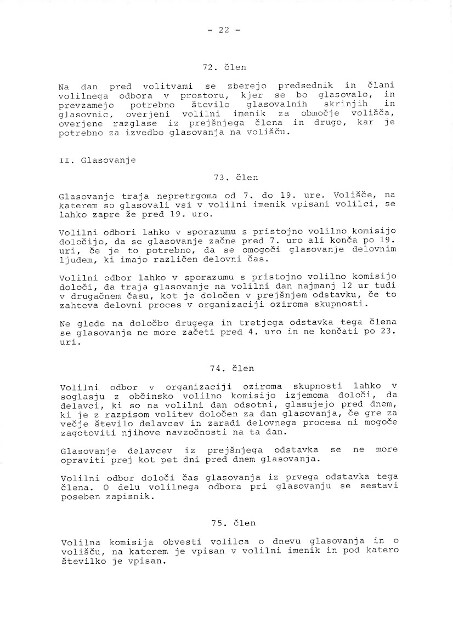 - 22 -
72. člen
Na dan pred volitvami se zberejo predsednik in člani
volilnega odbora v prostoru, kjer se bo glasovalo, in
prevzamejo potrebno število glasovalnih skrinjih in
glasovnic, overjeni volilni imenik za območje volišča,
overjene razglase iz prejšnjega člena in drugo, kar je
potrebno za izvedbo glasovanja na volišču.
II. Glasovanje
73. člen
Glasovanje traja nepretrgoma od 7. do 19. ure. Volišče, na
katerem so glasovali vsi v volilni imenik vpisani volilci, se
lahko zapre že pred 19. uro.
Volilni odbori lahko v sporazumu s pristojno volilno komisijo
določijo, da se glasovanje začne pred 7. uro ali konča po 19.
uri, če je to potrebno, da se omogoči glasovanje delovnim
ljudem, ki imajo različen delovni čas.
Volilni odbor lahko v sporazumu s pristojno volilno komisijo
določi, da traja glasovanje na volilni dan najmanj 12 ur tudi
v drugačnem času, kot je določen v prejšnjem odstavku, če to
zahteva delovni proces v organizaciji oziroma skupnosti.
Ne glede na določbo drugega in tretjega odstavka tega člena
se glasovanje ne more začeti pred 4. uro in ne končati po 23.
uri.
74. člen
Volilni odbor v organizaciji oziroma skupnosti lahko v
soglasju z občinsko volilno komisijo izjemoma določi, da
delavci, ki so na volilni dan odsotni, glasujejo pred dnem,
ki je z razpisom volitev določen za dan glasovanja, če gre za
večje število delavcev in zaradi delovnega procesa ni mogoče
zagotoviti njihove navzočnosti na ta dan.
Glasovanje delavcev iz prejšnjega odstavka se ne more
opraviti prej kot pet dni pred dnem glasovanja.
Volilni odbor določi čas glasovanja iz prvega odstavka tega
člena. O delu volilnega odbora pri glasovanju se sestavi
poseben zapisnik.
75. člen
Volilna komisija obvesti volilca o dnevu glasovanja in o
volišču, na katerem je vpisan v volilni imenik in pod katero
številko je vpisan.